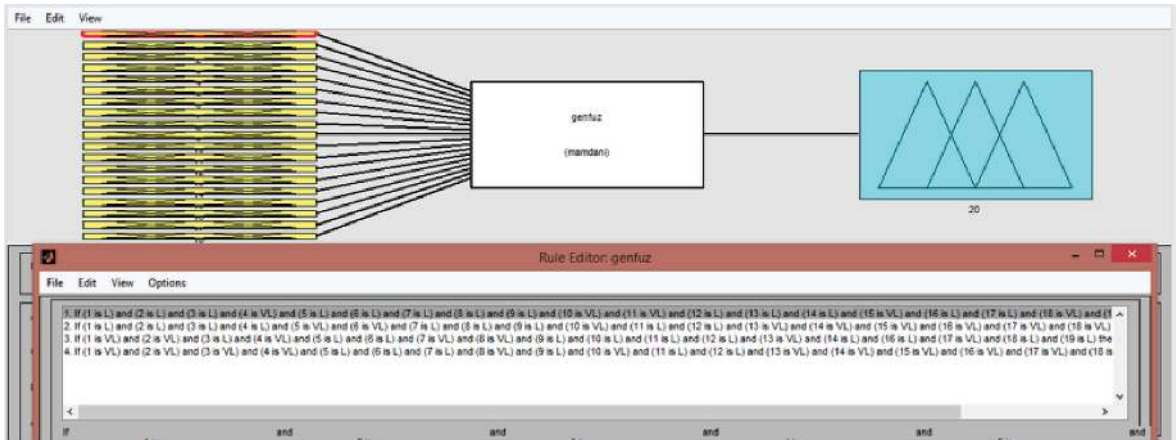 File Edit View
genfuz
(mamdani)
20
Rule Editor: genfuz
File Edit View Options
1. If (1 is L) and (2 is L) and (3 is L) and (4 is VL) and (5 is L) and (6 is L) and (7 is L) and (8 is L) and (9 is L) and (10 is VL) and (11 is VL) and (12 is L) and (13 is L) and (14 is L) and (15 is VL) and (16 is L) and (17 is L) and (18 is VL) and (1
2. If (1 is L) and (2 is L) and (3 is L) and (4 is L) and (5 is VL) and (6 is VL) and (7 is L) and (8 is L) and (9 is L) and (10 is VL) and (11 is L) and (12 is L) and (13 is VL) and (14 is VL) and (15 is VL) and (16 is VL) and (17 is VL) and (18 is VL)
3. If (1 is VL) and (2 is VL) and (3 is L) and (4 is VL) and (5 is L) and (6 is L) and (7 is VL) and (8 is VL) and (9 is L) and (10 is L) and (11 is L) and (12 is L) and (13 is VL) and (14 is L) and (16 is L) and (17 is VL) and (18 is L) and (19 is L) the
4. If (1 is VL) and (2 is VL) and (3 is VL) and (4 is VL) and (5 is L) and (6 is L) and (7 is L) and (8 is VL) and (9 is L) and (10 is VL) and (11 is L) and (12 is L) and (13 is VL) and (14 is VL) and (15 is VL) and (16 is VL) and (17 is VL) and (18 is
If and and and and and